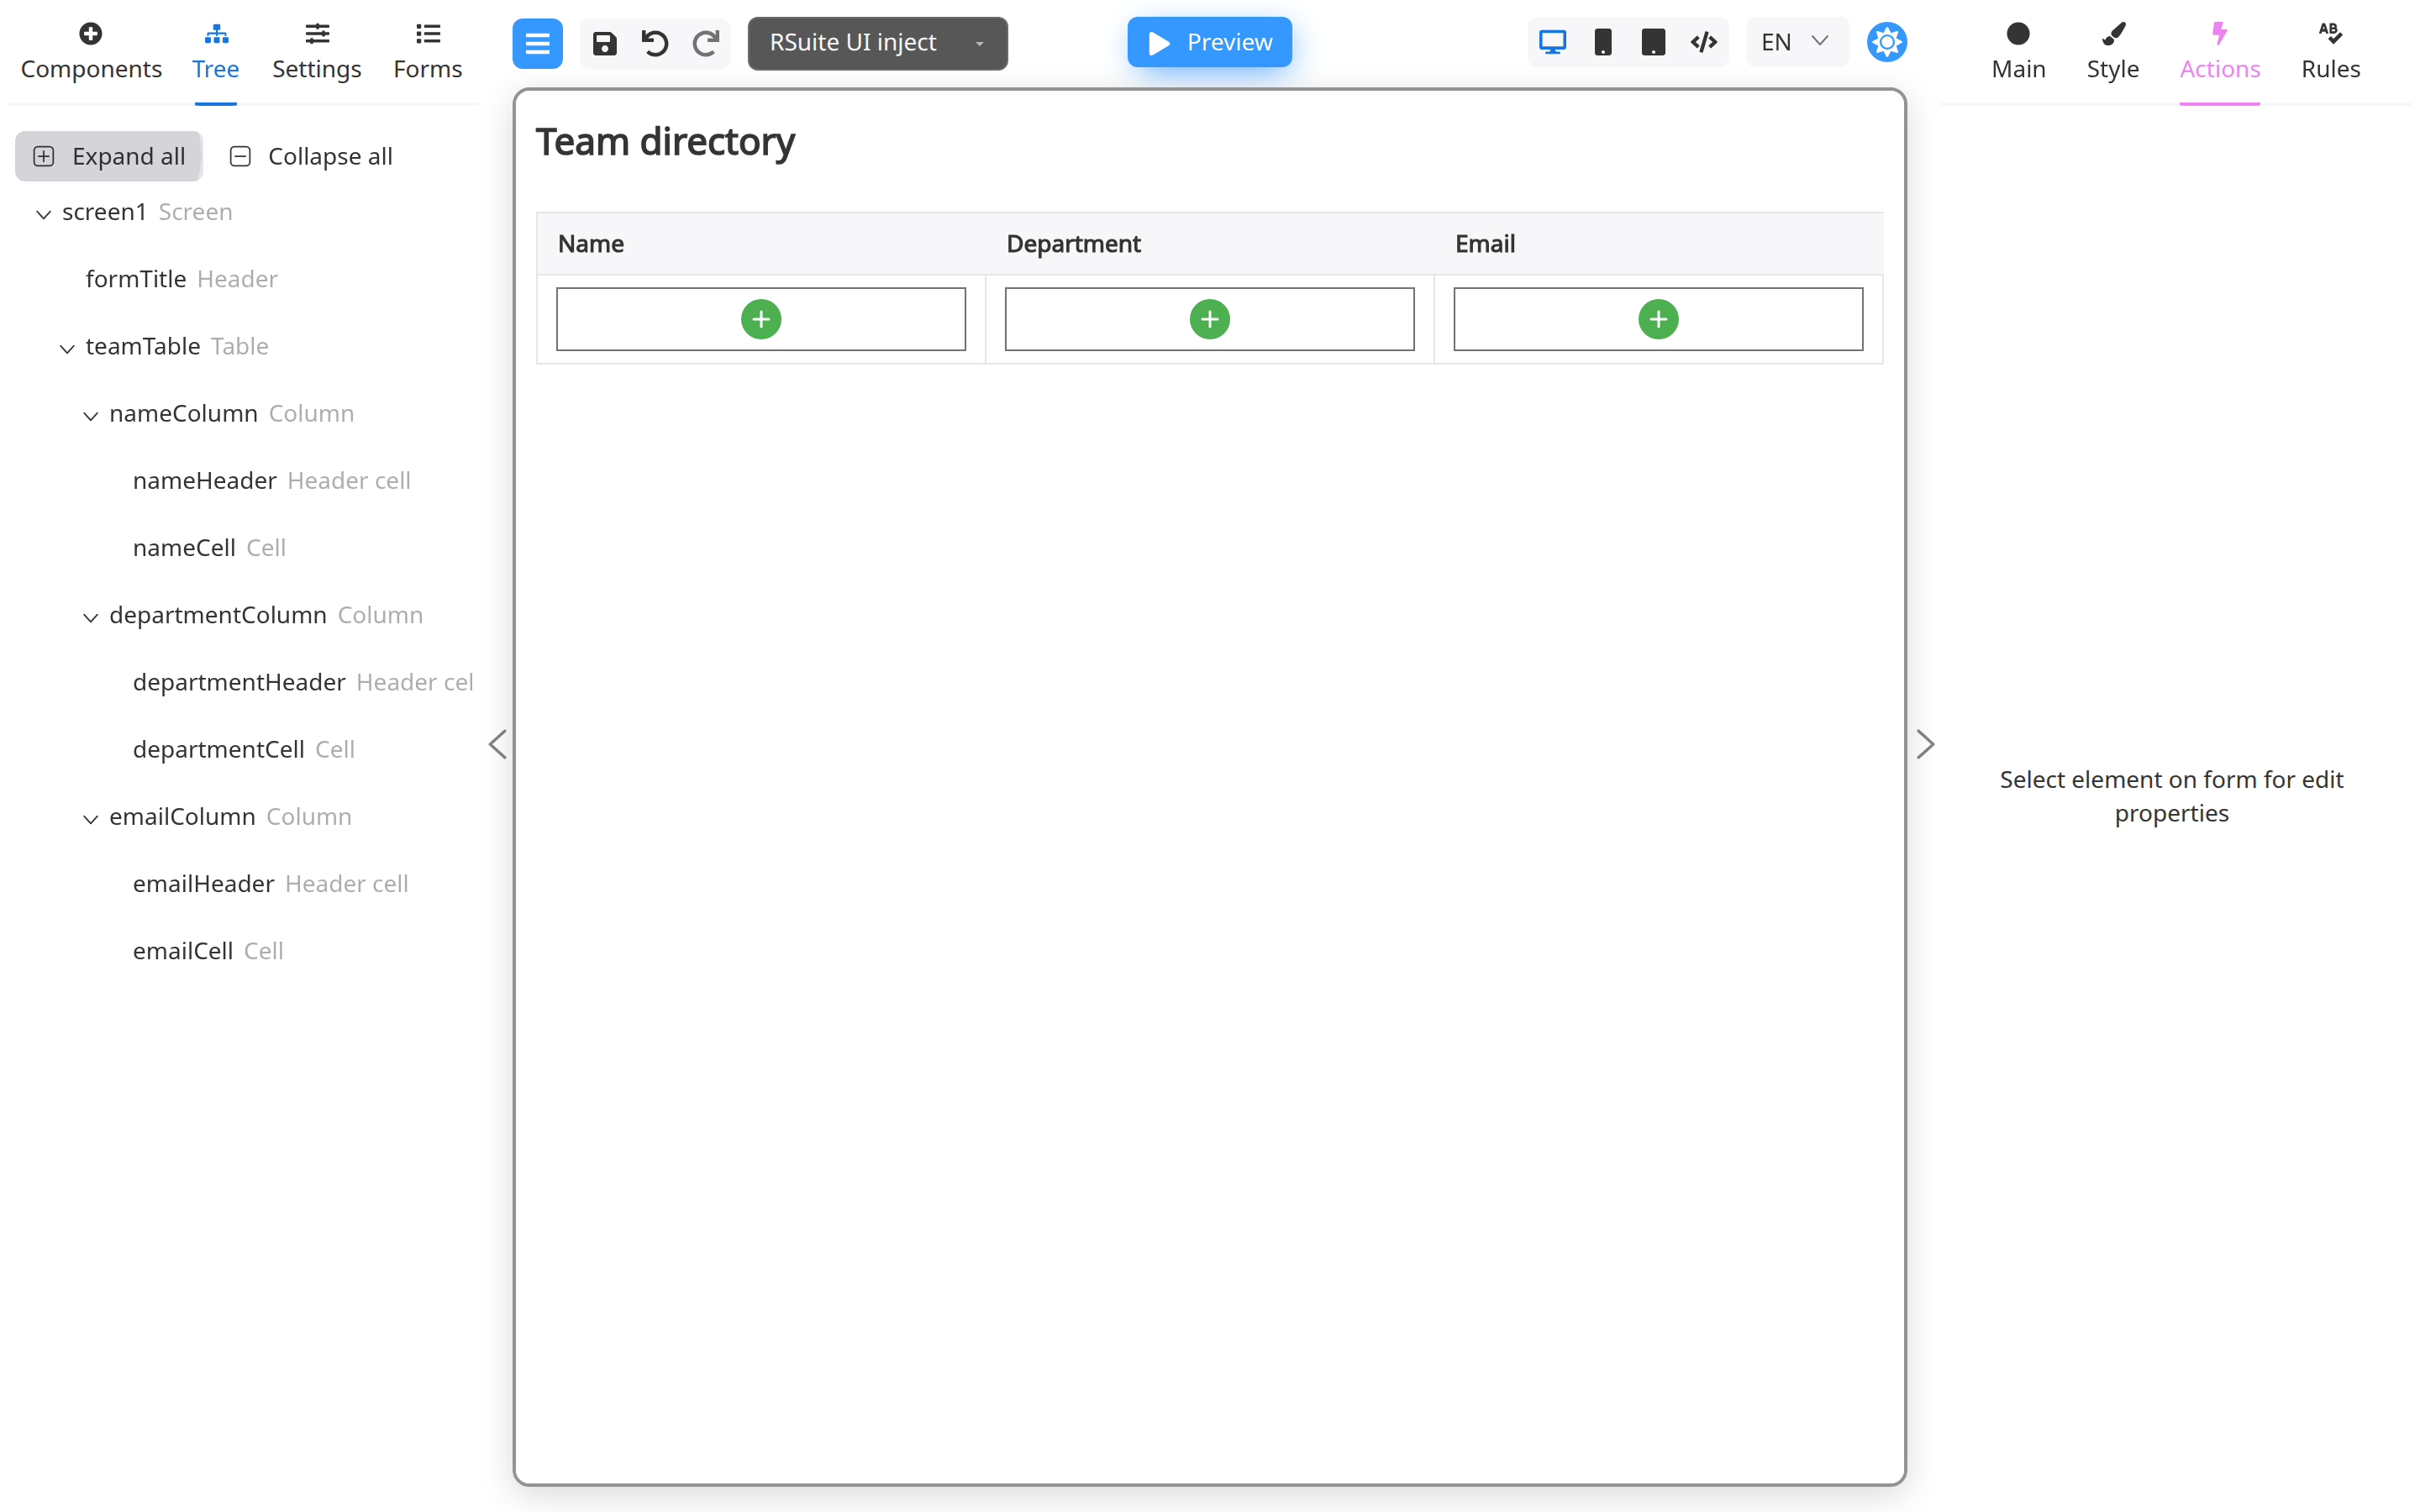 Components Tree Settings Forms
RSuite UI inject
Preview
EN
Main Style Actions AB Rules
Expand all Collapse all
screen1 Screen
formTitle Header
teamTable Table
nameColumn Column
nameHeader Header cell
nameCell Cell
departmentColumn Column
departmentHeader Header cel
departmentCell Cell
emailColumn Column
emailHeader Header cell
emailCell Cell
Team directory
Name Department Email
Select element on form for edit
properties